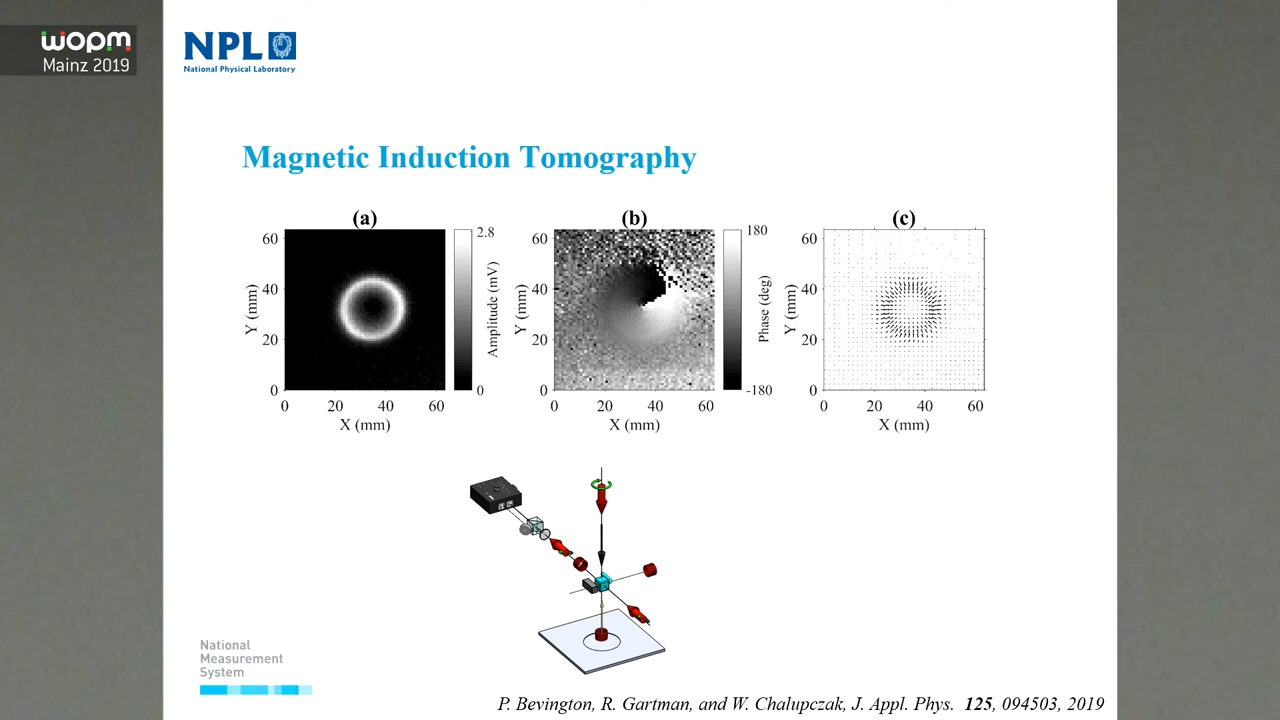 wopm
Mainz 2019
NPL
National Physical Laboratory
Magnetic Induction Tomography
(a)
60
40
20
0
Y (mm)
0 20 40 60
X (mm)
2.8
0
Amplitude (mV)
(b)
60
40
20
0
Y (mm)
0 20 40 60
X (mm)
180
-180
Phase (deg)
(c)
60
40
20
0
Y (mm)
0 20 40 60
X (mm)
National
Measurement
System
P. Bevington, R. Gartman, and W. Chalupczak, J. Appl. Phys. 125, 094503, 2019